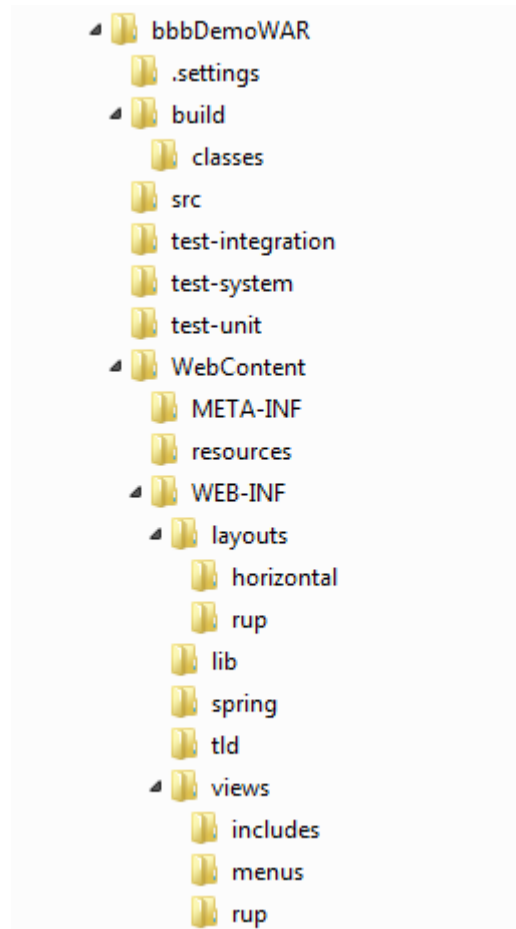 bbbDemoWAR
.settings
build
classes
src
test-integration
test-system
test-unit
WebContent
META-INF
resources
WEB-INF
layouts
horizontal
rup
lib
spring
tld
views
includes
menus
rup